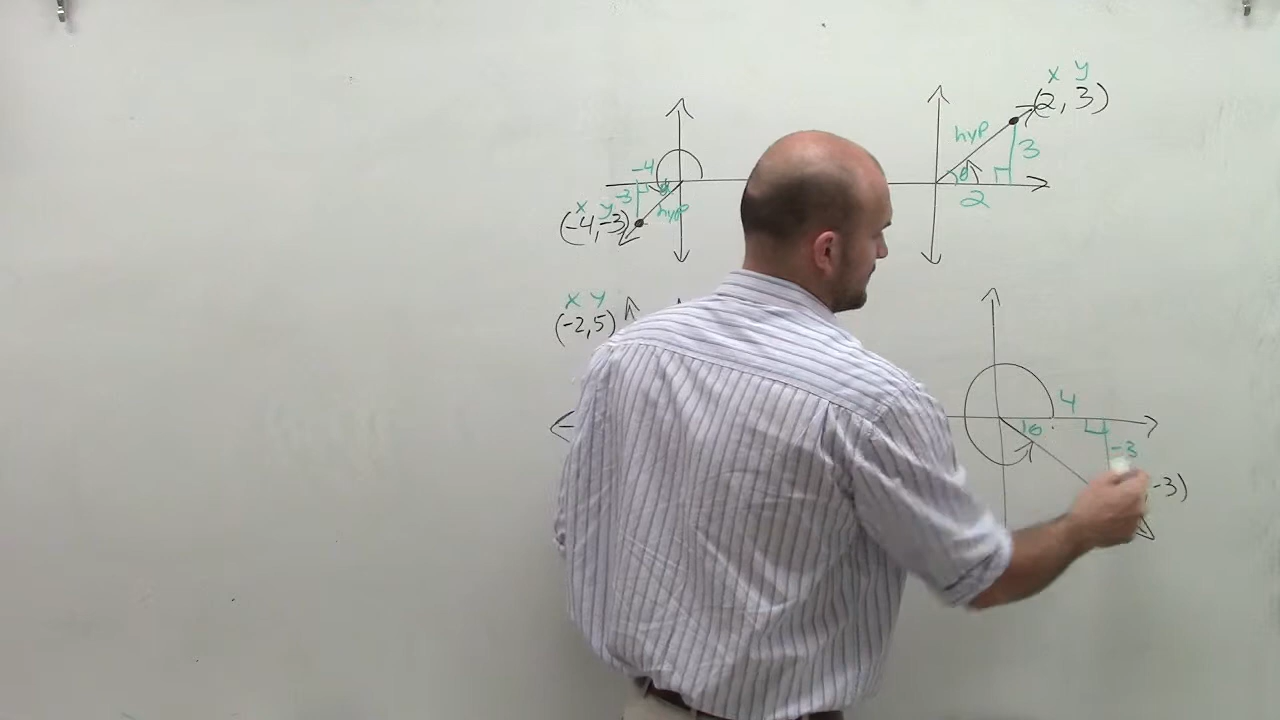 x y
(2, 3)
hyp
3
θ
2
-4
-3
x y
(-4,-3)
hyp
x y
(-2,5)
4
θ
-3
-3)